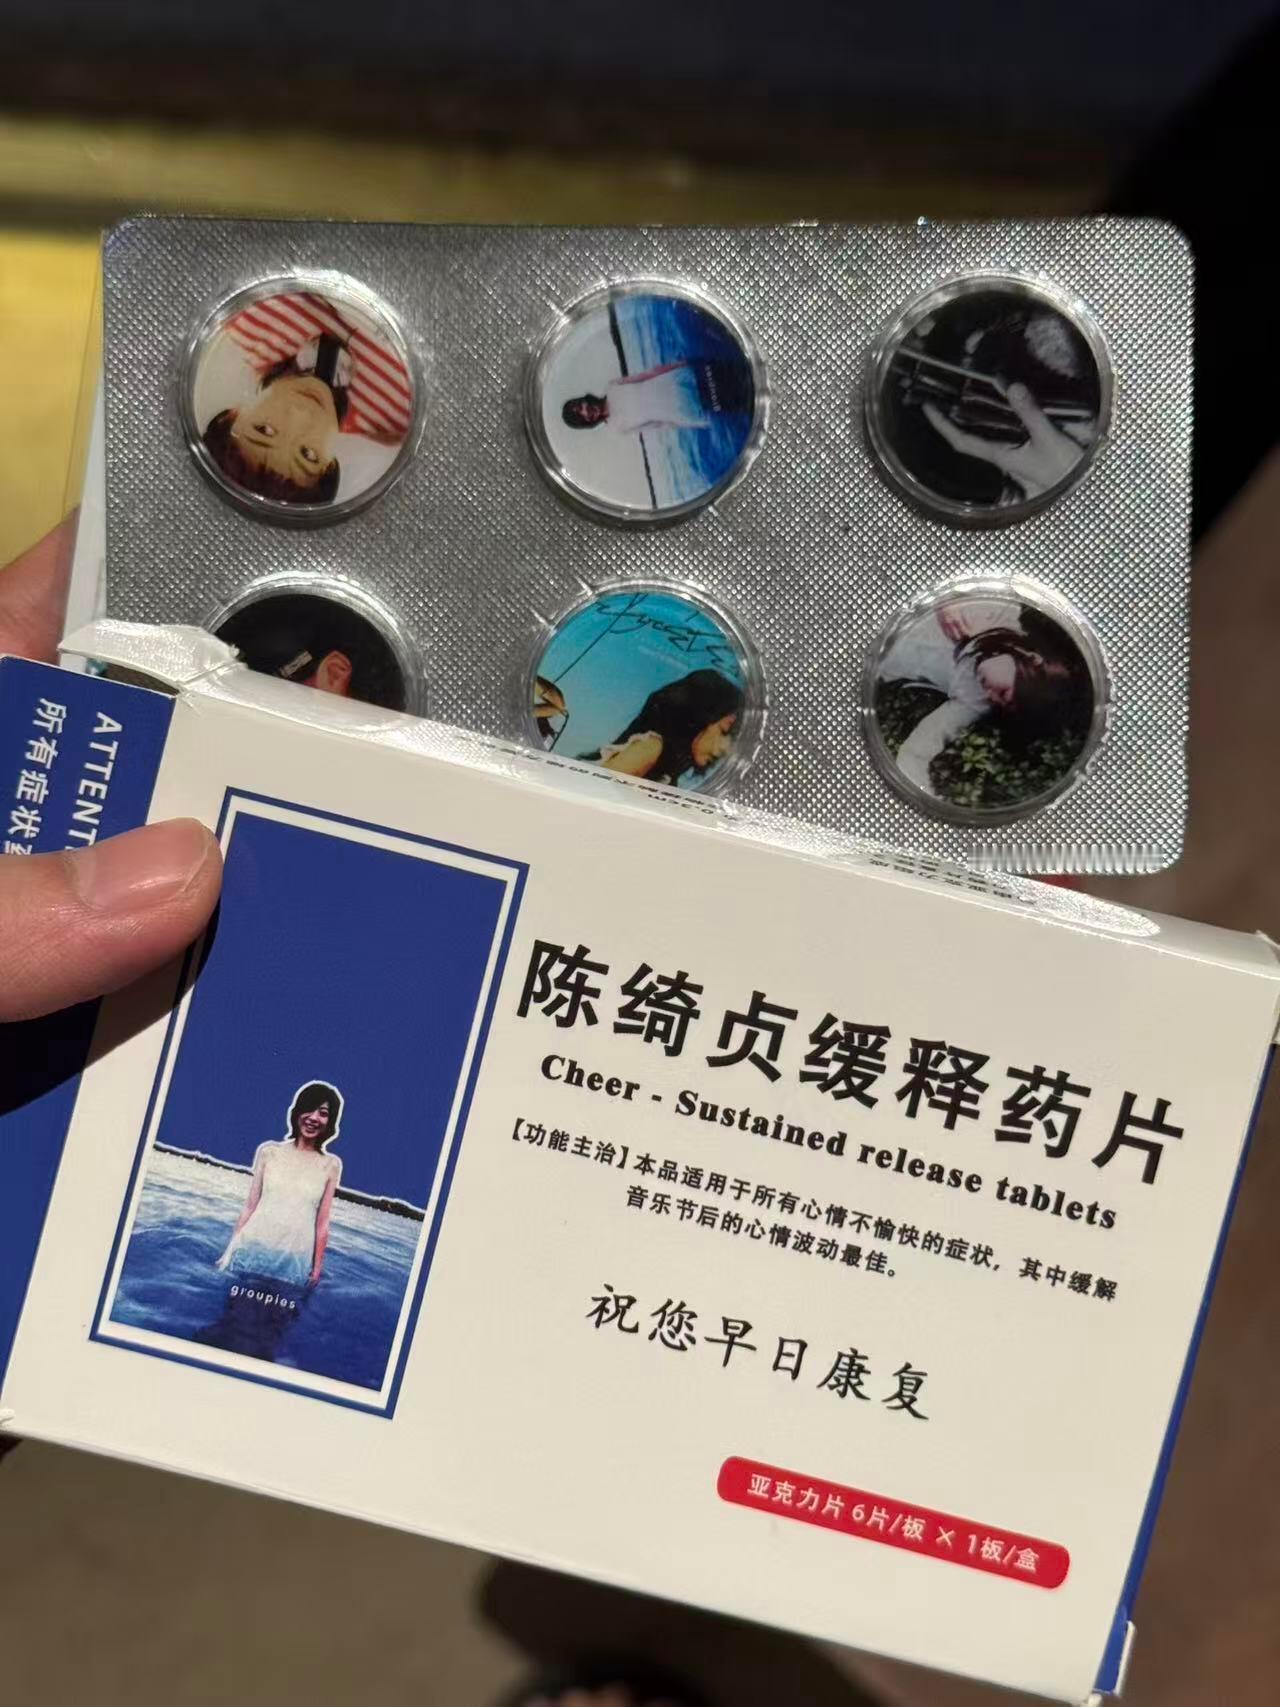 groupies
ATTENT
所有症状
陈绮贞缓释药片
Cheer - Sustained release tablets
【功能主治】本品适用于所有心情不愉快的症状，其中缓解
音乐节后的心情波动最佳。
祝您早日康复
groupies
亚克力片 6片/板 × 1板/盒